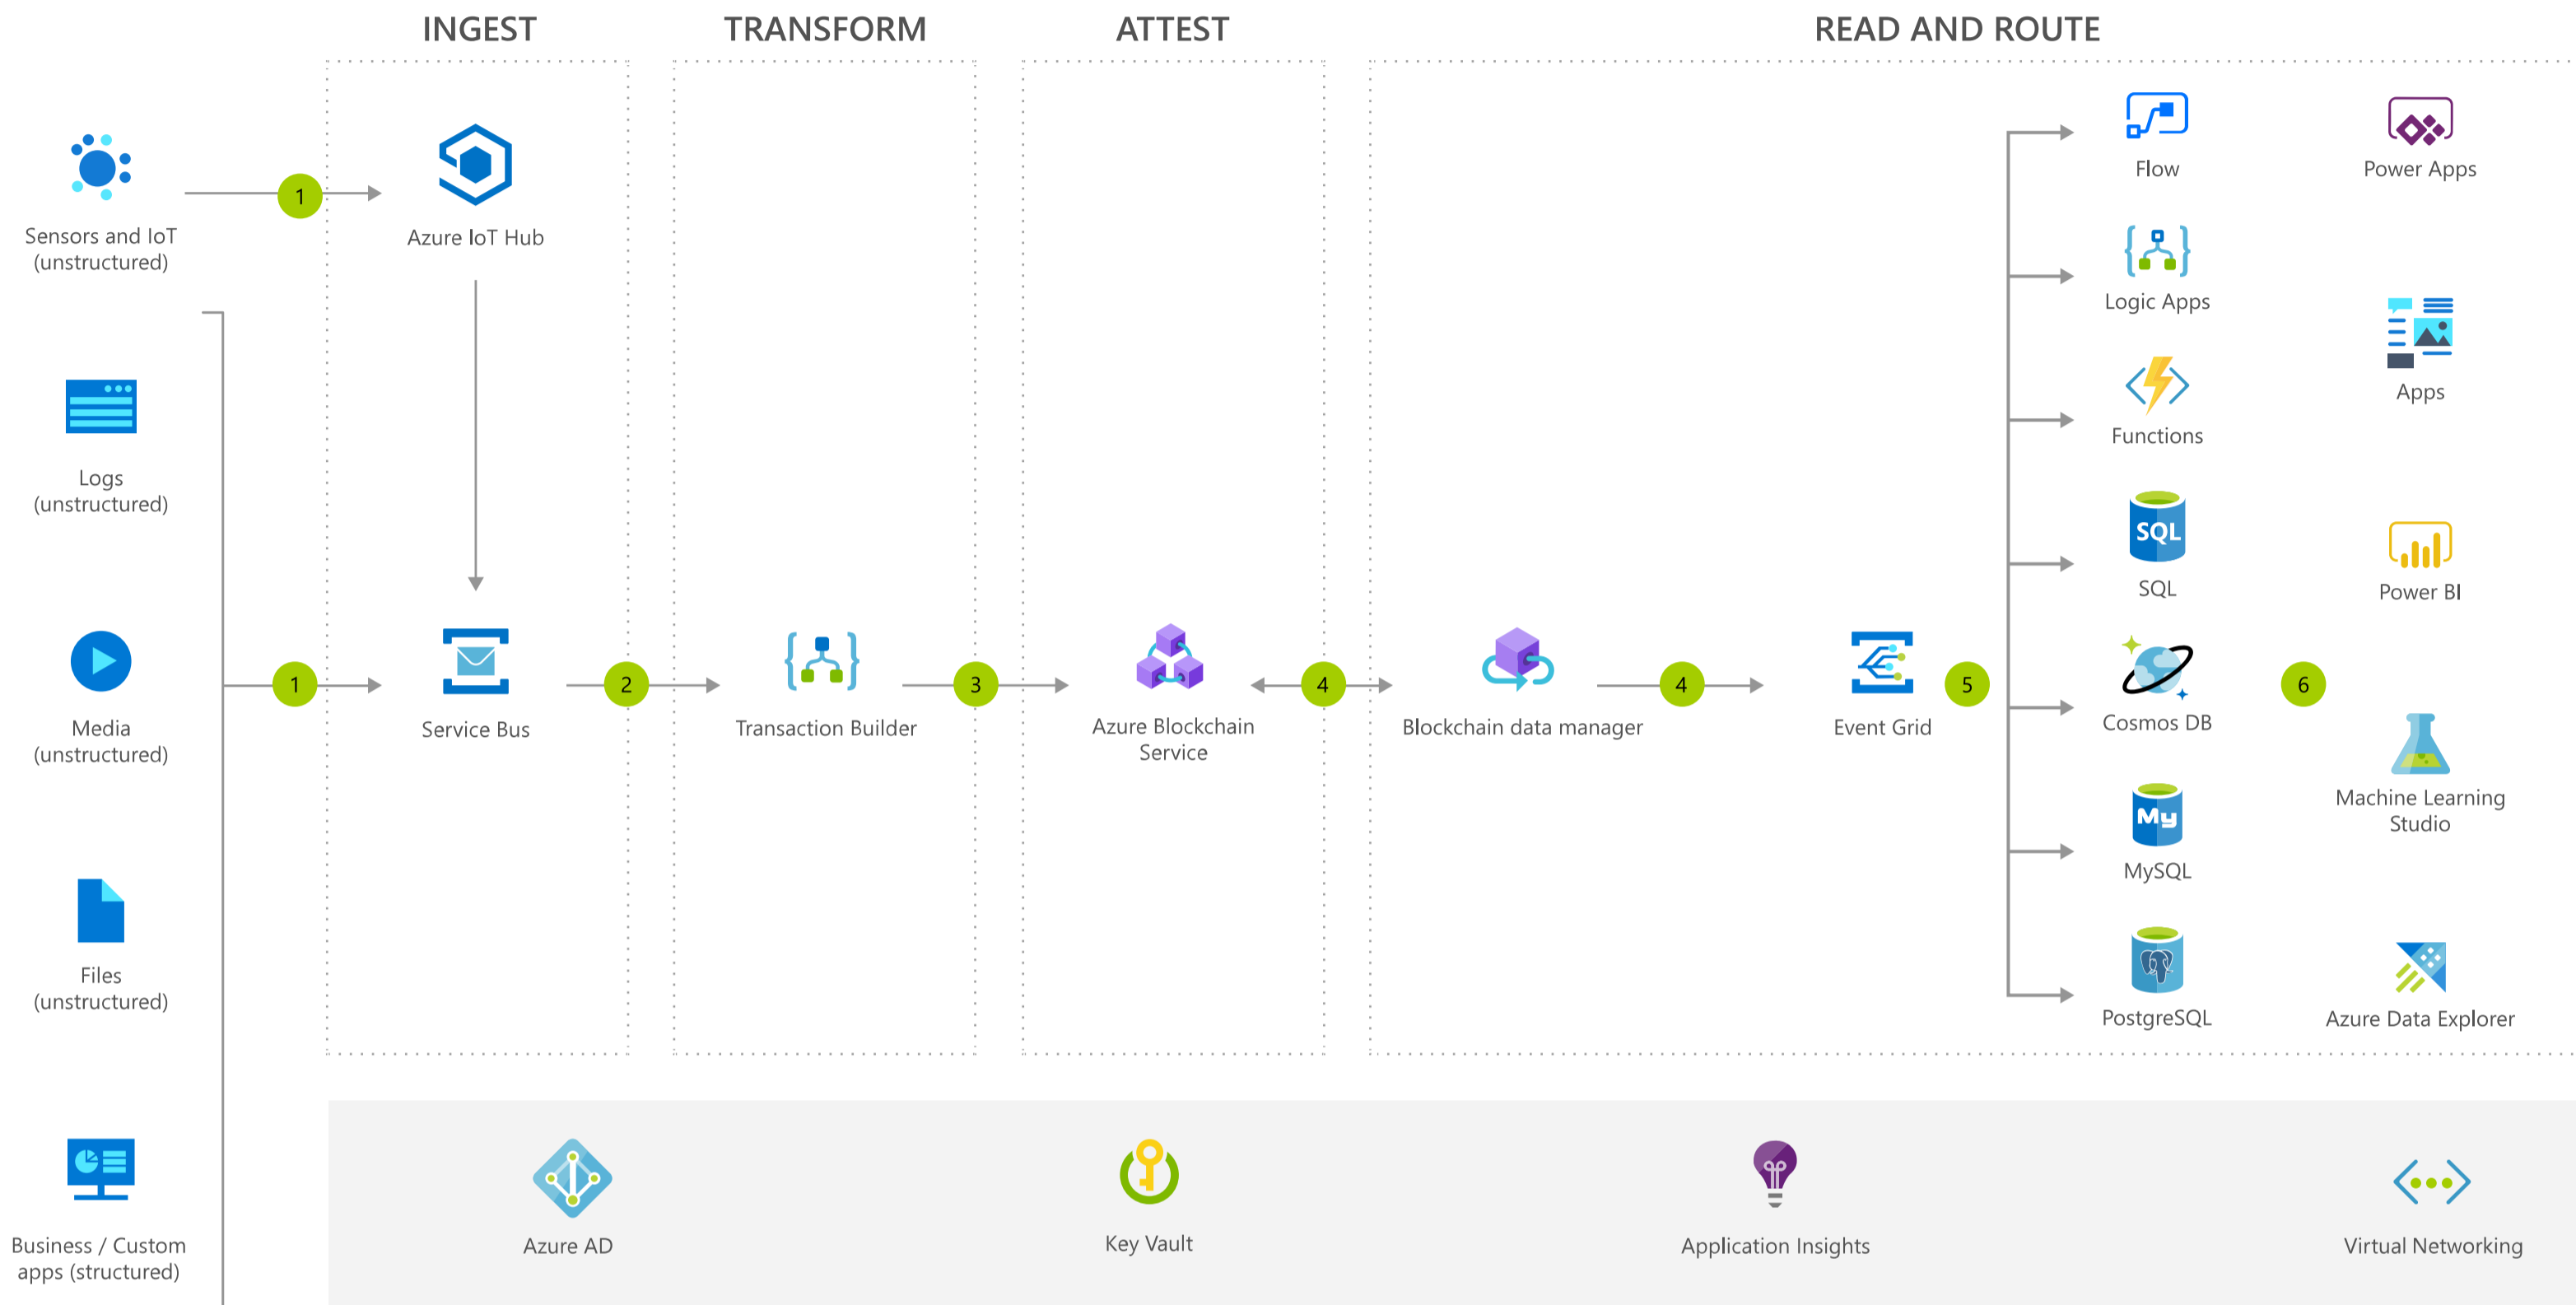 INGEST
TRANSFORM
ATTEST
READ AND ROUTE
Sensors and IoT
(unstructured)
1
Azure IoT Hub
Logs
(unstructured)
Media
(unstructured)
1
Service Bus
2
Transaction Builder
3
Azure Blockchain
Service
4
Blockchain data manager
4
Event Grid
5
Flow
Logic Apps
Functions
SQL
SQL
Cosmos DB
My
MySQL
PostgreSQL
6
Power Apps
Apps
Power BI
Machine Learning
Studio
Azure Data Explorer
Files
(unstructured)
Business / Custom
apps (structured)
Azure AD
Key Vault
Application Insights
Virtual Networking